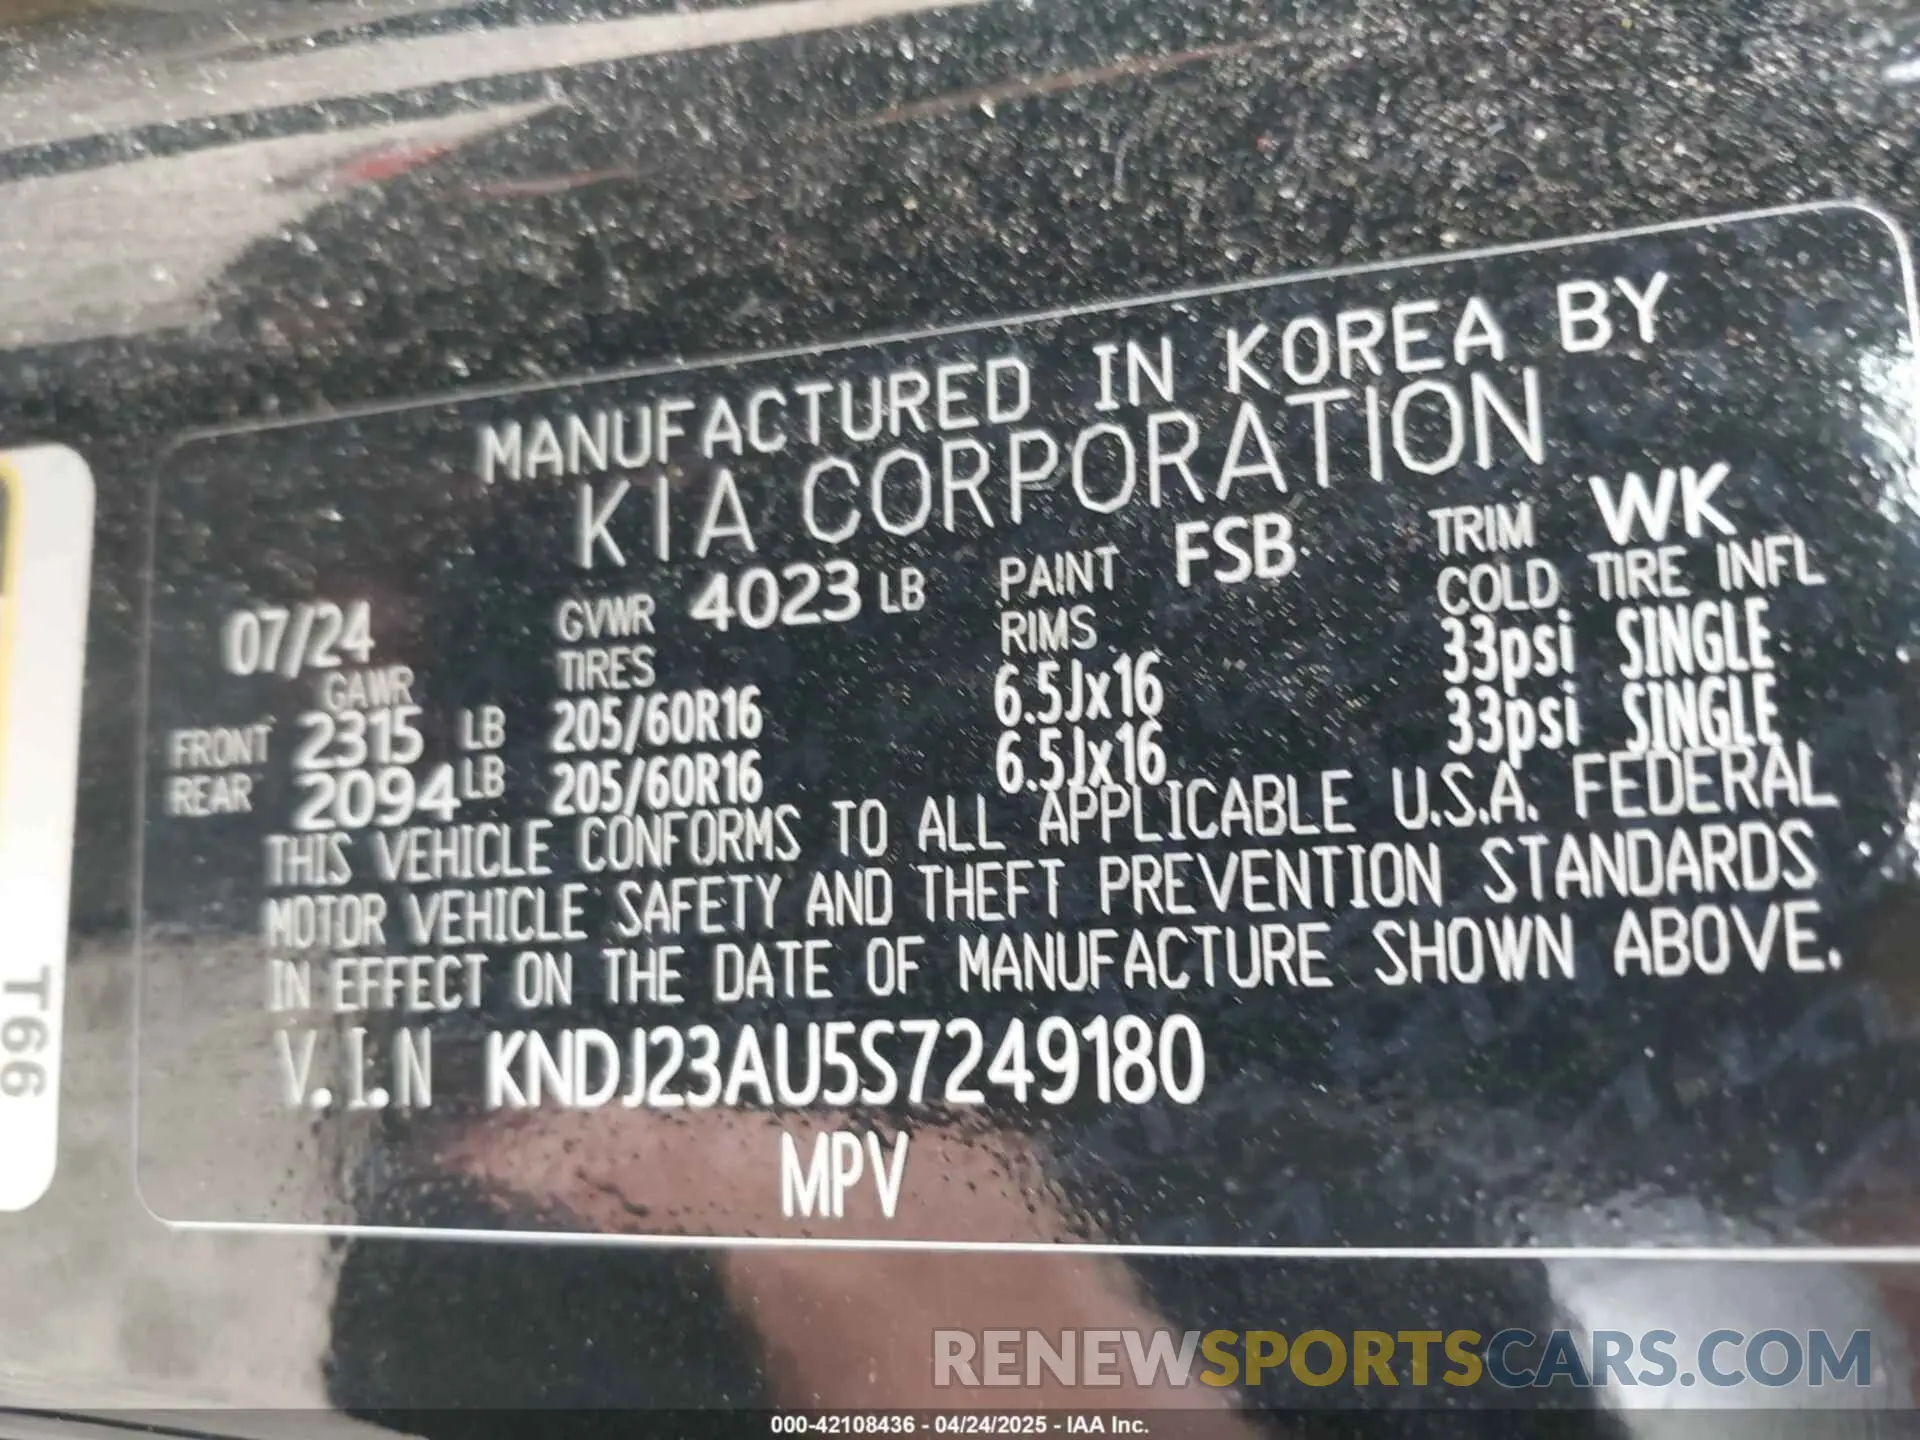 MANUFACTURED IN KOREA BY
KIA CORPORATION
07/24 GVWR 4023 LB PAINT FSB TRIM WK
GAWR TIRES RIMS COLD TIRE INFL
FRONT 2315 LB 205/60R16 6.5Jx16 33psi SINGLE
REAR 2094 LB 205/60R16 6.5Jx16 33psi SINGLE
THIS VEHICLE CONFORMS TO ALL APPLICABLE U.S.A. FEDERAL
MOTOR VEHICLE SAFETY AND THEFT PREVENTION STANDARDS
IN EFFECT ON THE DATE OF MANUFACTURE SHOWN ABOVE.
V.I.N KNDJ23AU5S7249180
MPV
T66
RENEWSPORTSCARS.COM
000-42108436 - 04/24/2025 - IAA Inc.